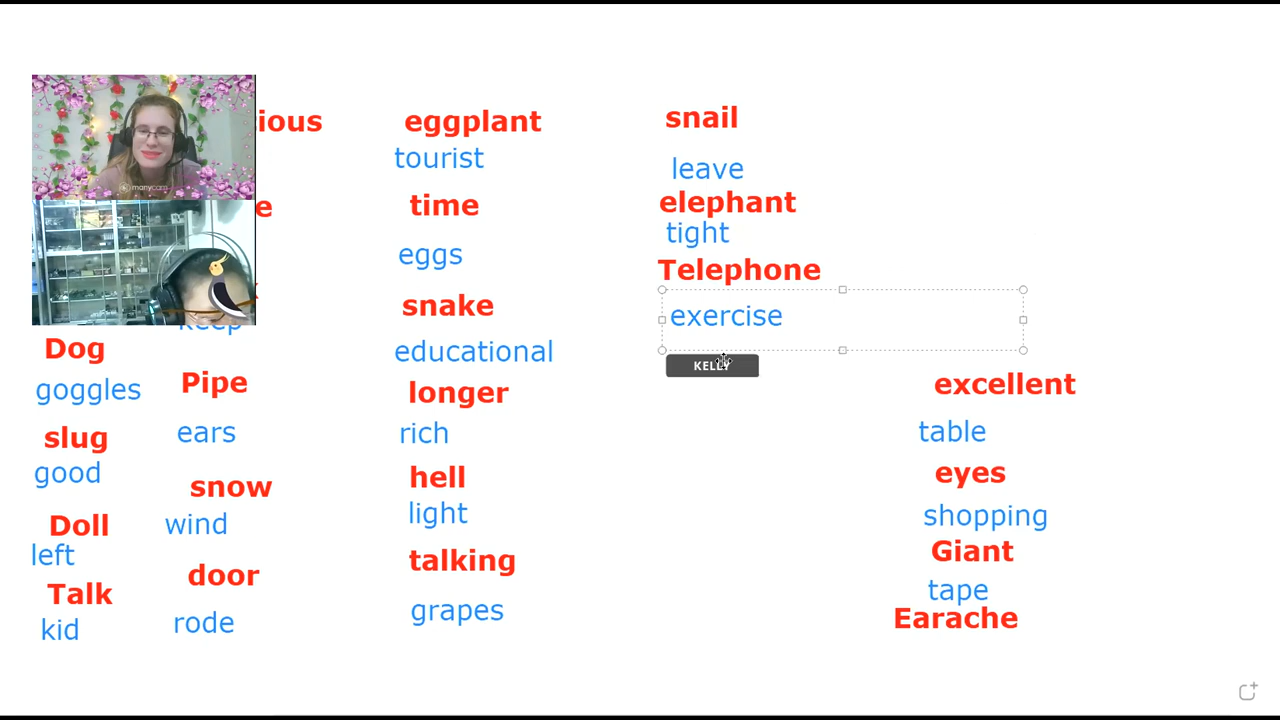 manycam
ious
e
keep
Dog
goggles
slug
good
Doll
left
Talk
kid
Pipe
ears
snow
wind
door
rode
eggplant
tourist
time
eggs
snake
educational
longer
rich
hell
light
talking
grapes
snail
leave
elephant
tight
Telephone
exercise
KELLY
excellent
table
eyes
shopping
Giant
tape
Earache